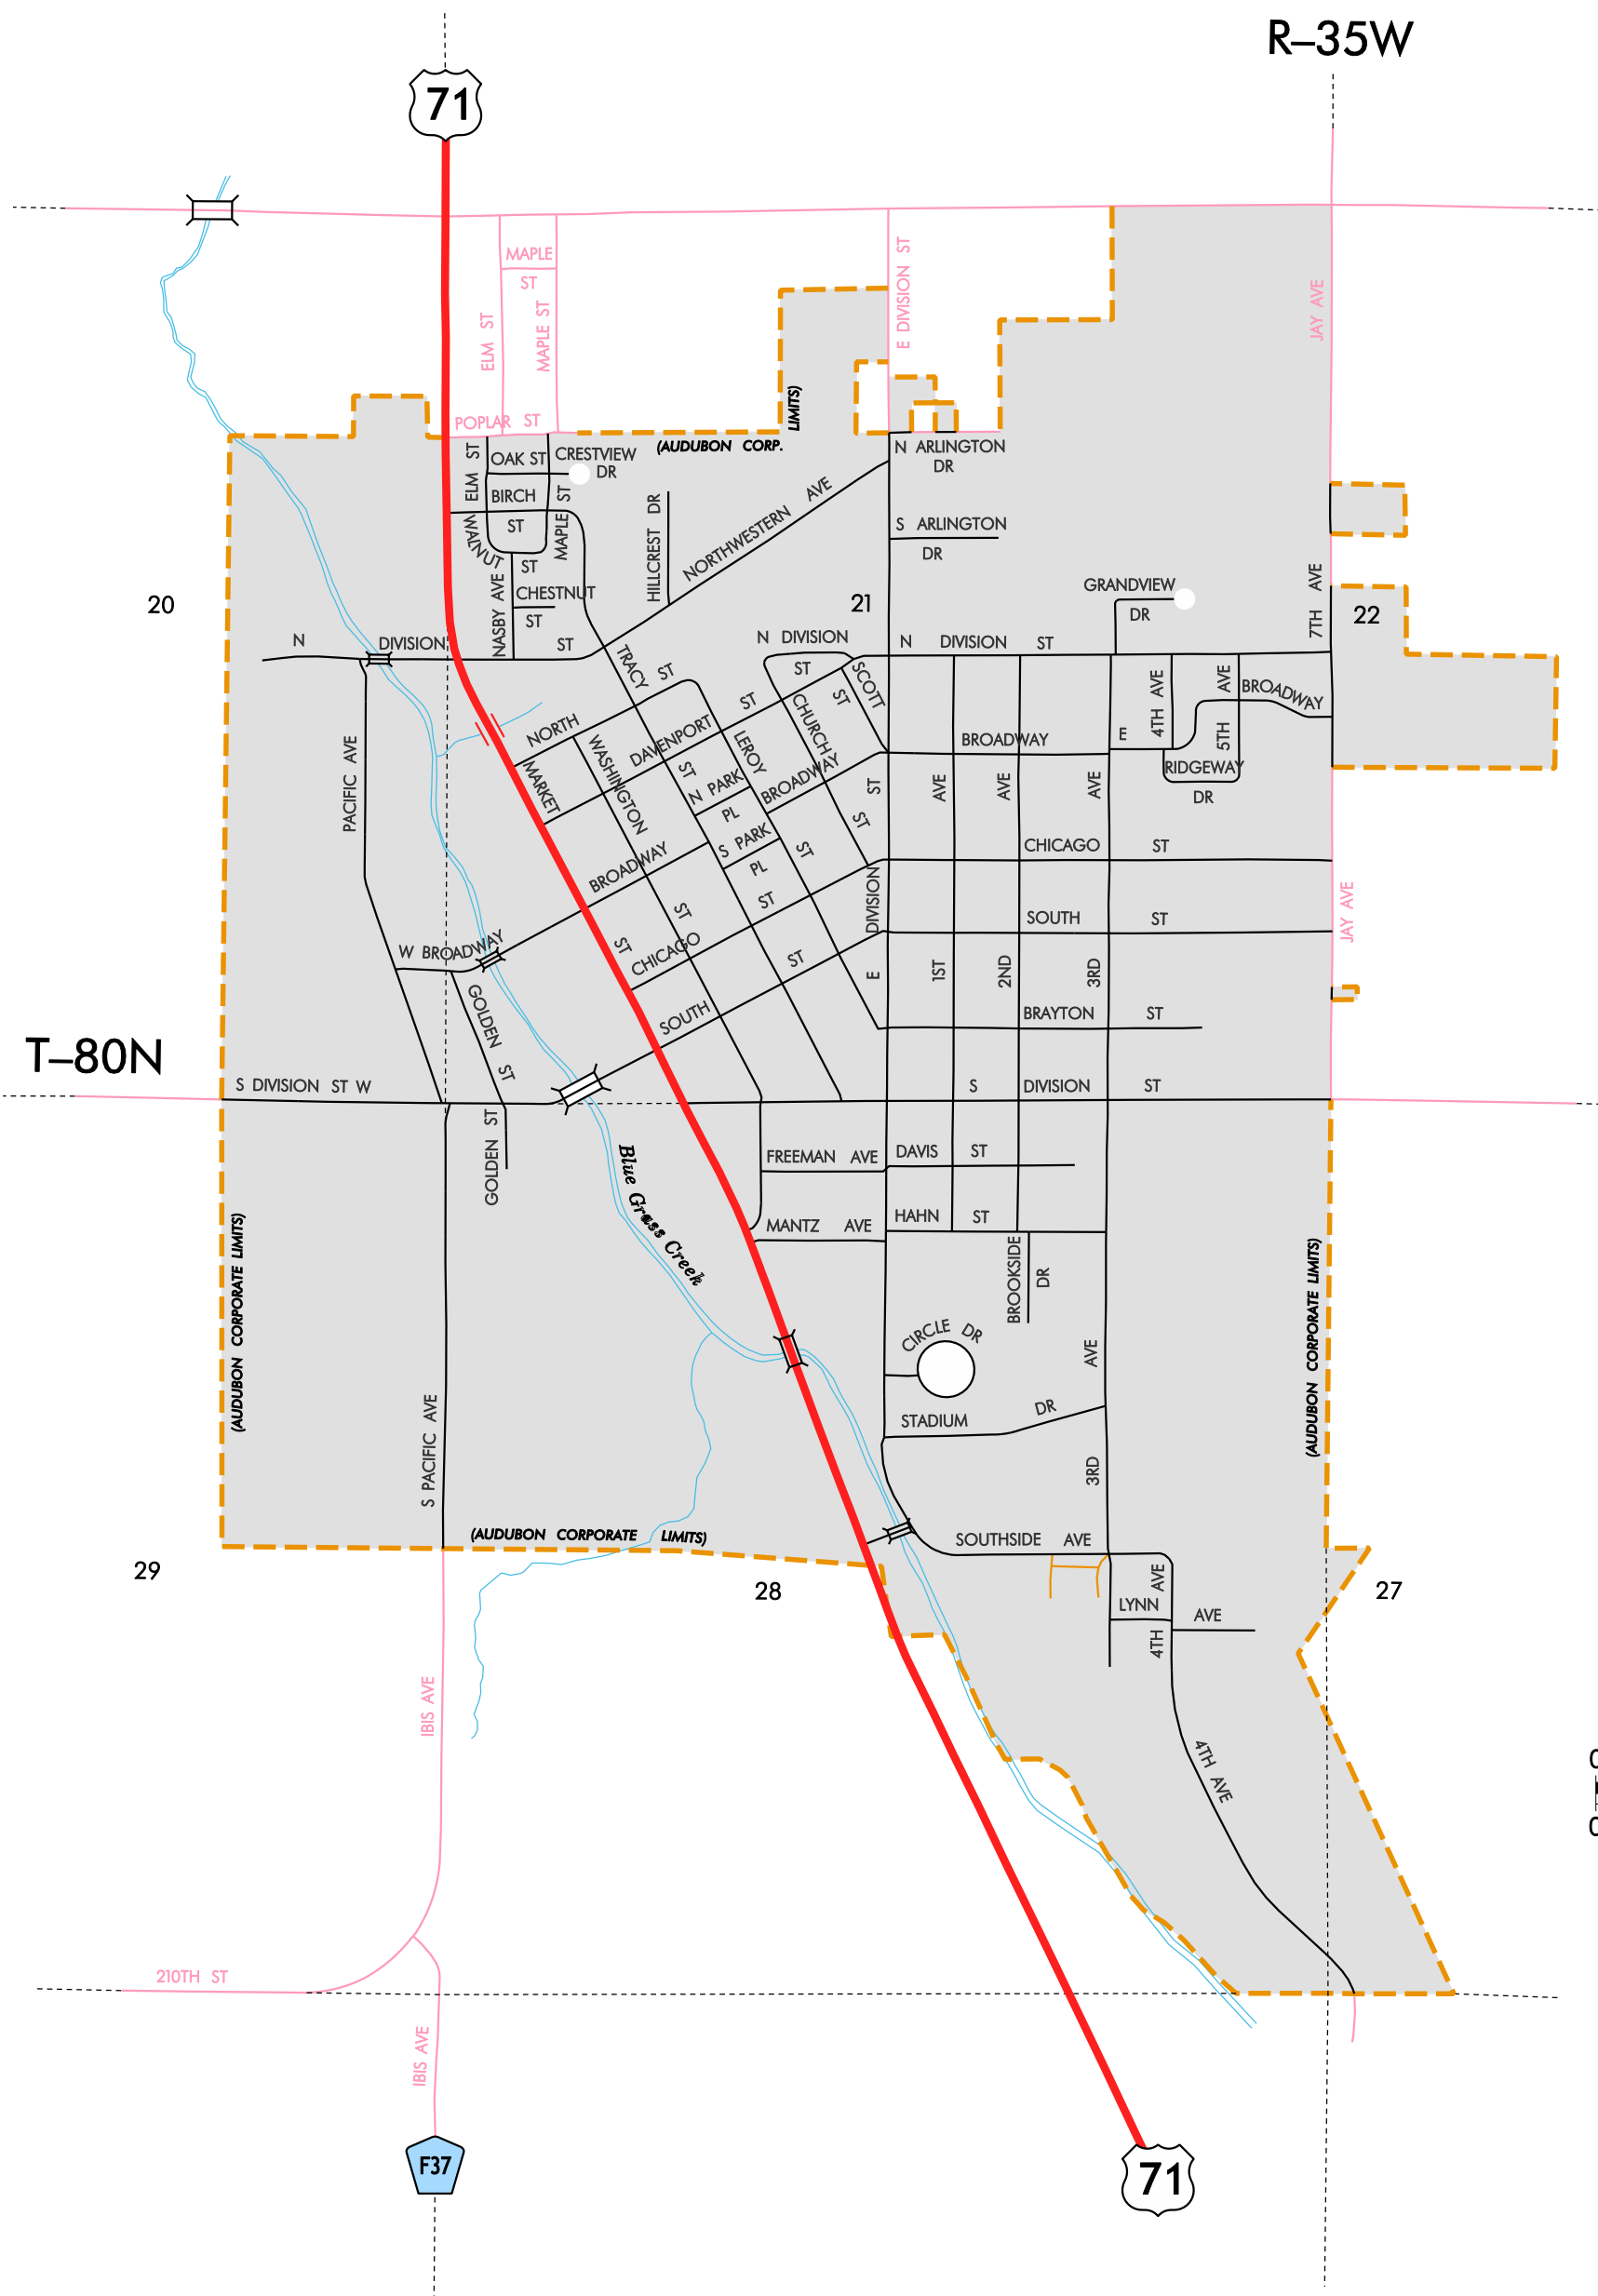 R–35W
71
MAPLE
ST
ELM ST
MAPLE ST
E DIVISION ST
JAY AVE
POPLAR ST
(AUDUBON CORP.
LIMITS)
ELM ST
OAK ST
CRESTVIEW
DR
N ARLINGTON
DR
BIRCH
ST
MAPLE ST
WALNUT
ST
HILLCREST DR
NORTHWESTERN AVE
S ARLINGTON
DR
NASBY AVE
CHESTNUT
ST
GRANDVIEW
DR
7TH AVE
20
21
22
N DIVISION ST
N DIVISION
ST
N DIVISION ST
TRACY
ST
SCOTT
ST
4TH AVE
5TH AVE
BROADWAY
NORTH ST
DAVENPORT ST
CHURCH
ST
LEROY
ST
WASHINGTON
ST
MARKET
ST
PACIFIC AVE
N PARK
PL
BROADWAY
S PARK
PL
BROADWAY
E
RIDGEWAY
DR
BROADWAY
E DIVISION ST
1ST AVE
2ND AVE
3RD AVE
CHICAGO ST
SOUTH ST
JAY AVE
W BROADWAY
CHICAGO ST
SOUTH ST
GOLDEN ST
BRAYTON ST
T–80N
S DIVISION ST W
S DIVISION ST
GOLDEN ST
Blue Grass Creek
FREEMAN AVE
DAVIS ST
MANTZ AVE
HAHN ST
BROOKSIDE
DR
(AUDUBON CORPORATE LIMITS)
(AUDUBON CORPORATE LIMITS)
CIRCLE DR
STADIUM DR
3RD AVE
S PACIFIC AVE
(AUDUBON CORPORATE LIMITS)
SOUTHSIDE AVE
29
28
27
LYNN AVE
4TH AVE
IBIS AVE
4TH AVE
210TH ST
IBIS AVE
F37
71